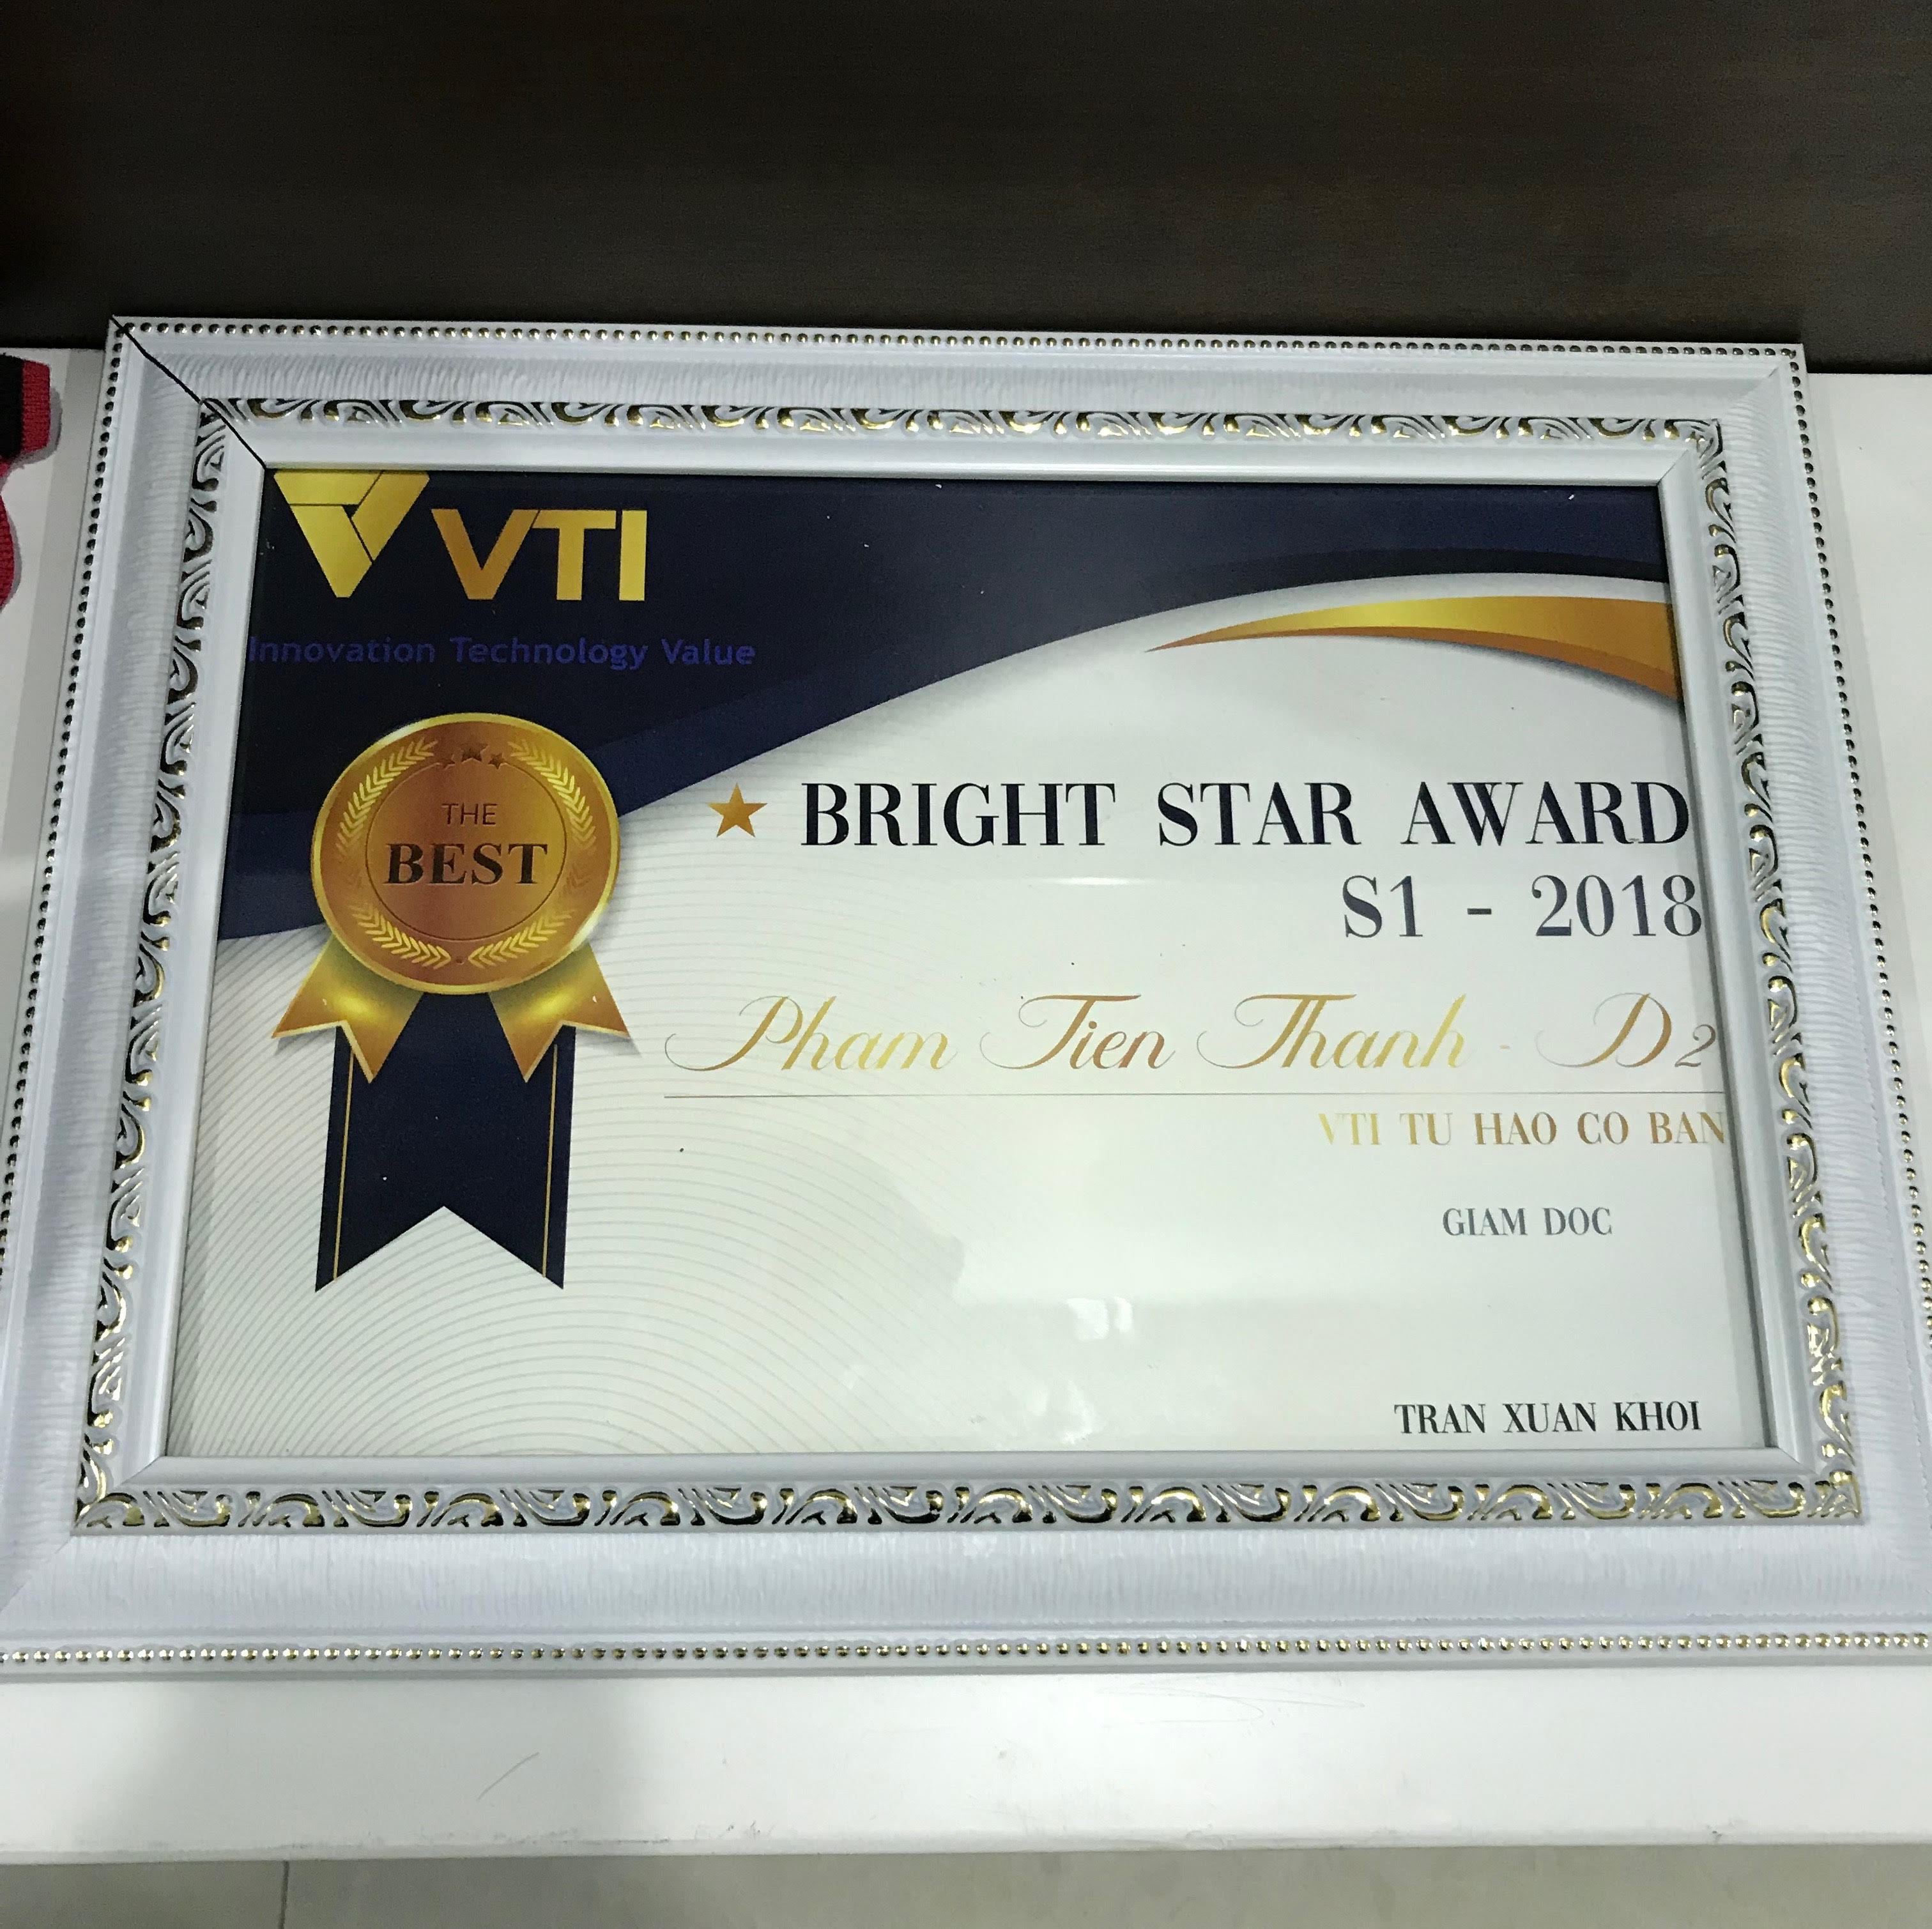 VTI
Innovation Technology Value
THE
BEST
BRIGHT STAR AWARD
S1 - 2018
Pham Tien Thanh - D2
VTI TU HAO CO BAN
GIAM DOC
TRAN XUAN KHOI